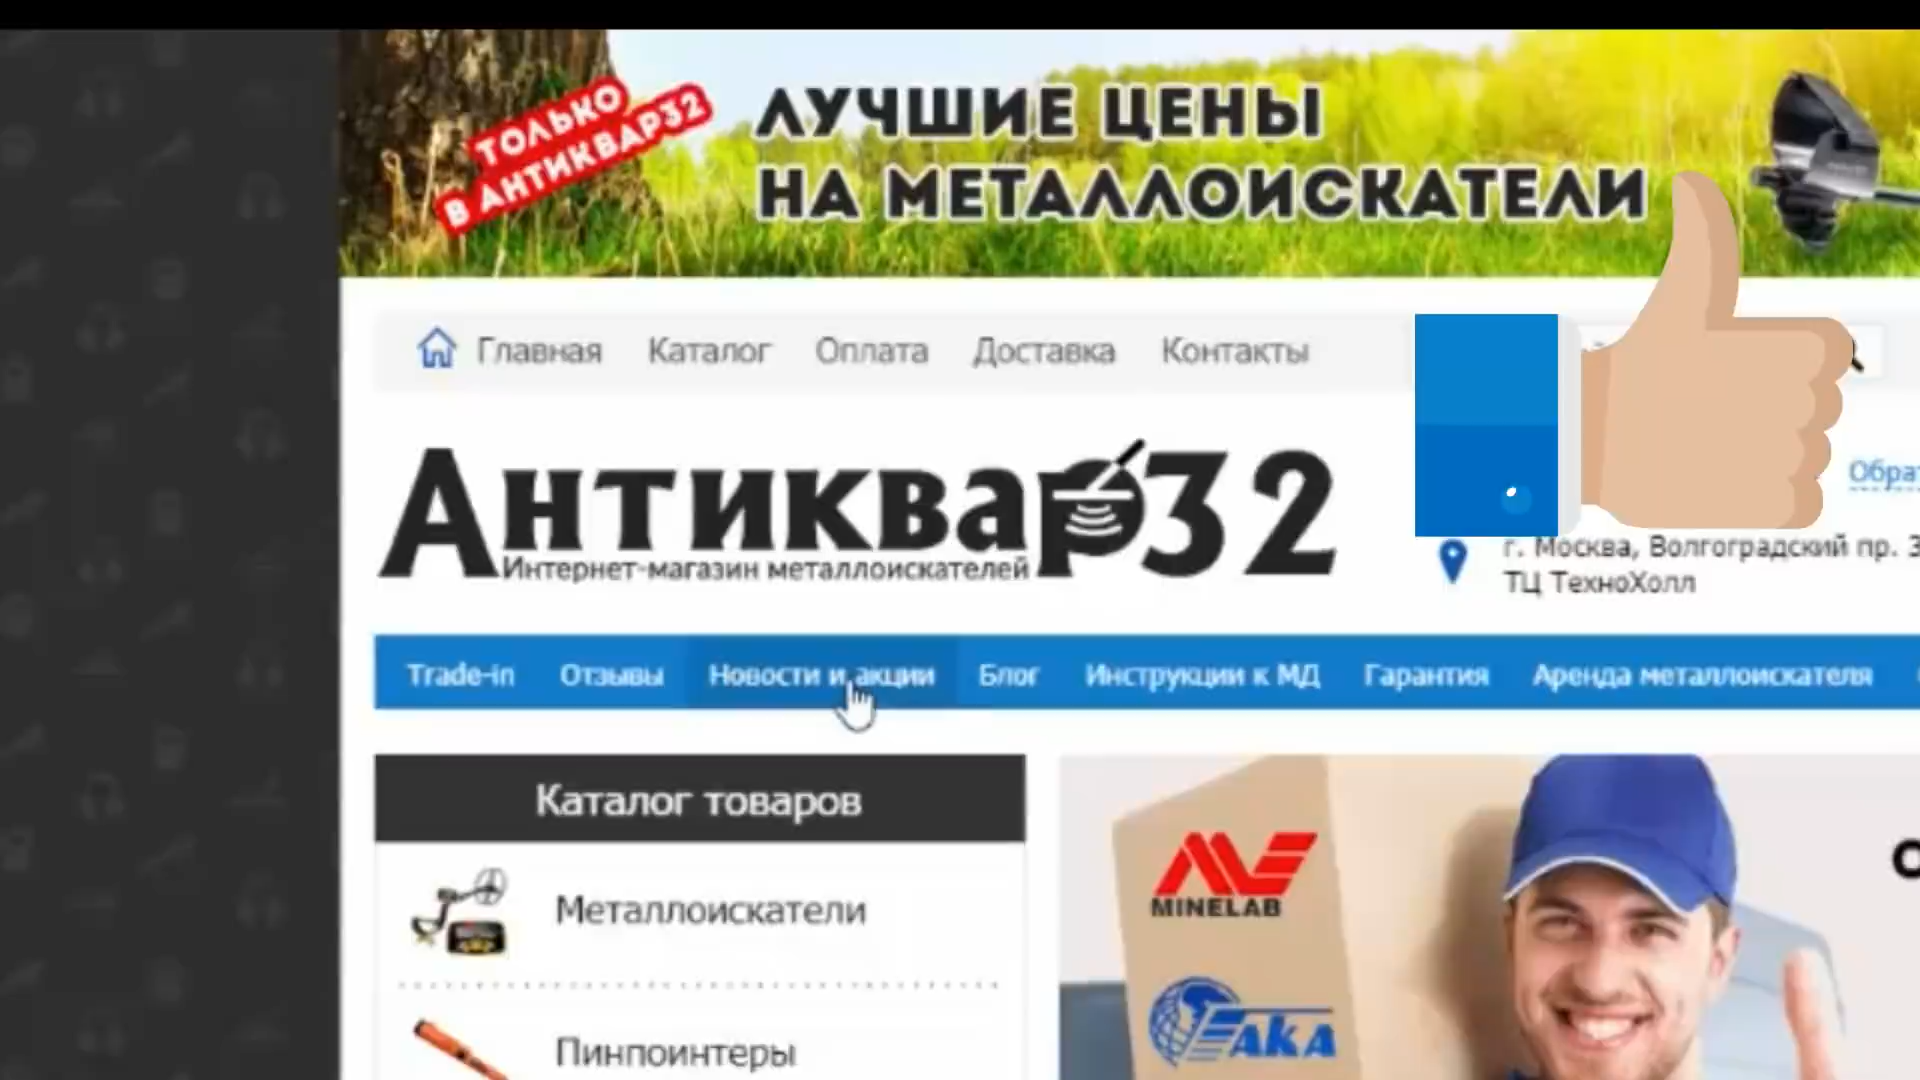 ТОЛЬКО
В АНТИКВАР32
ЛУЧШИЕ ЦЕНЫ
НА МЕТАЛЛОИСКАТЕЛИ
Главная Каталог Оплата Доставка Контакты
Антиквар32
Интернет-магазин металлоискателей
г. Москва, Волгоградский пр.
ТЦ ТехноХолл
Trade-in Отзывы Новости и акции Блог Инструкции к МД Гарантия Аренда металлоискателя
Каталог товаров
Металлоискатели
Пинпоинтеры
MINELAB
АКА